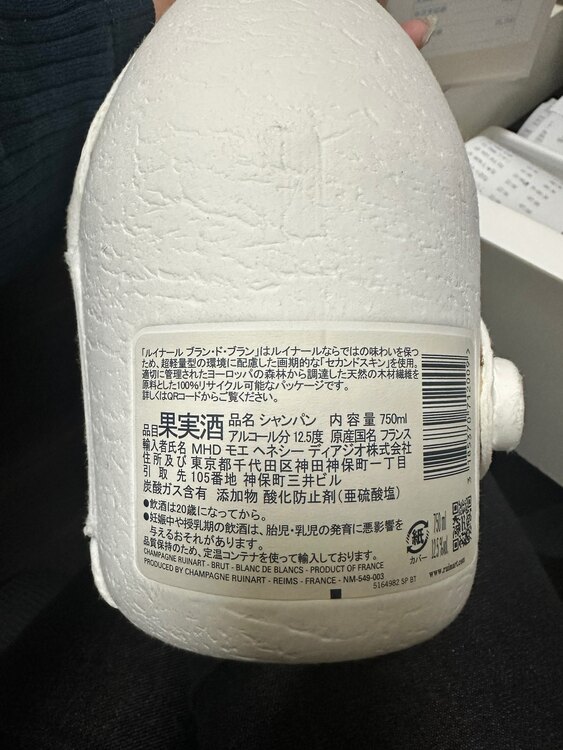 「ルイナール ブラン・ド・ブラン」はルイナールならではの味わいを保つ
ため、超軽量型の環境に配慮した画期的な「セカンドスキン」を使用。
適切に管理されたヨーロッパの森林から調達した天然の木材繊維を
原料とした100%リサイクル可能なパッケージです。
詳しくはQRコードからご覧ください。
品目 果実酒 品名 シャンパン 内容量 750ml
アルコール分 12.5度 原産国名 フランス
輸入者氏名 MHD モエ ヘネシー ディアジオ株式会社
住所及び 東京都千代田区神田神保町一丁目
引取先 105番地 神保町三井ビル
炭酸ガス含有 添加物 酸化防止剤(亜硫酸塩)
●飲酒は20歳になってから。
●妊娠中や授乳期の飲酒は、胎児・乳児の発育に悪影響を
与えるおそれがあります。
品質保持のため、定温コンテナを使って輸入しております。
CHAMPAGNE RUINART - BRUT - BLANC DE BLANCS - PRODUCT OF FRANCE
PRODUCED BY CHAMPAGNE RUINART - REIMS - FRANCE - NM-549-003
5164982 SP BT
紙
カバー
750 ml
12.5 %vol
www.ruinart.com